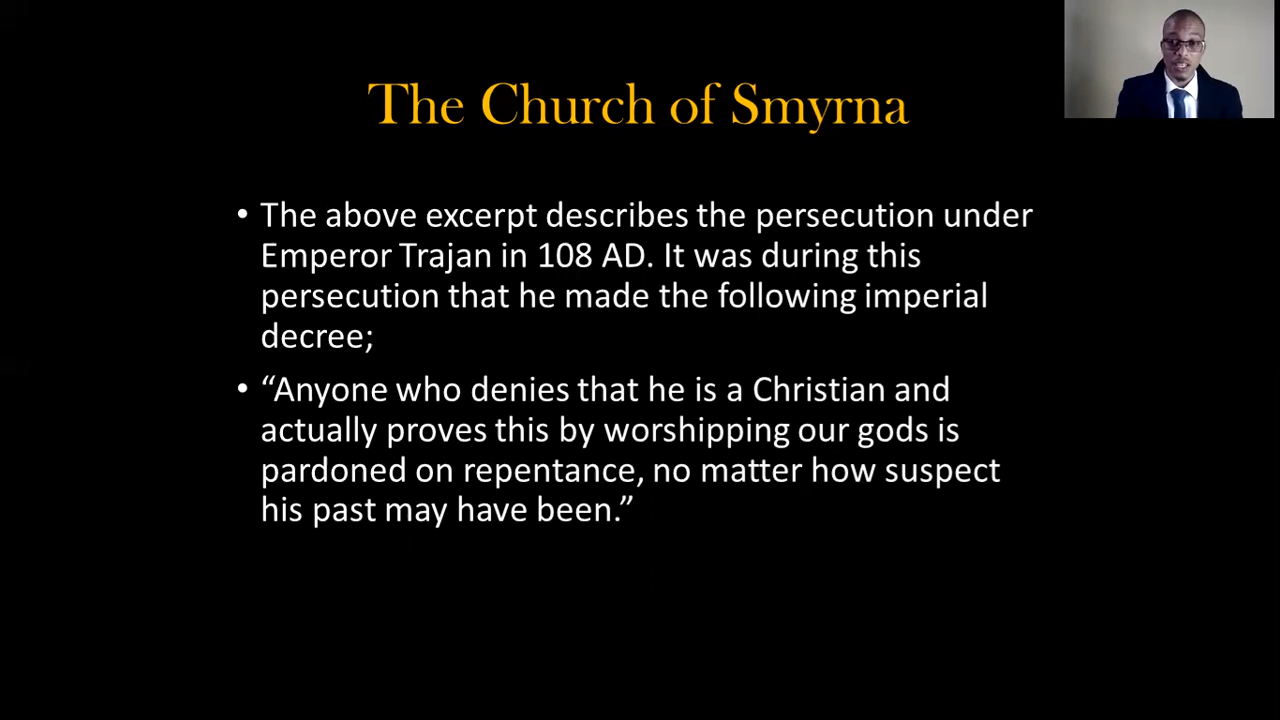 The Church of Smyrna
• The above excerpt describes the persecution under
Emperor Trajan in 108 AD. It was during this
persecution that he made the following imperial
decree;
• “Anyone who denies that he is a Christian and
actually proves this by worshipping our gods is
pardoned on repentance, no matter how suspect
his past may have been.”